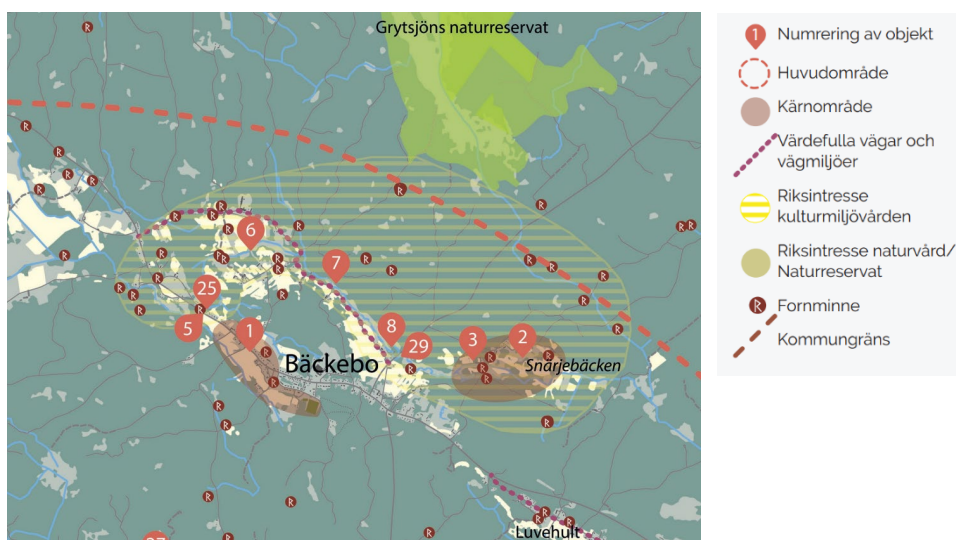 Grytsjöns naturreservat
6
7
25
5
1
8
29
3
2
Bäckebo
Snärjebäcken
Luvehult
1 Numrering av objekt
Huvudområde
Kärnområde
Värdefulla vägar och
vägmiljöer
Riksintresse
kulturmiljövården
Riksintresse naturvård/
Naturreservat
R Fornminne
Kommungräns